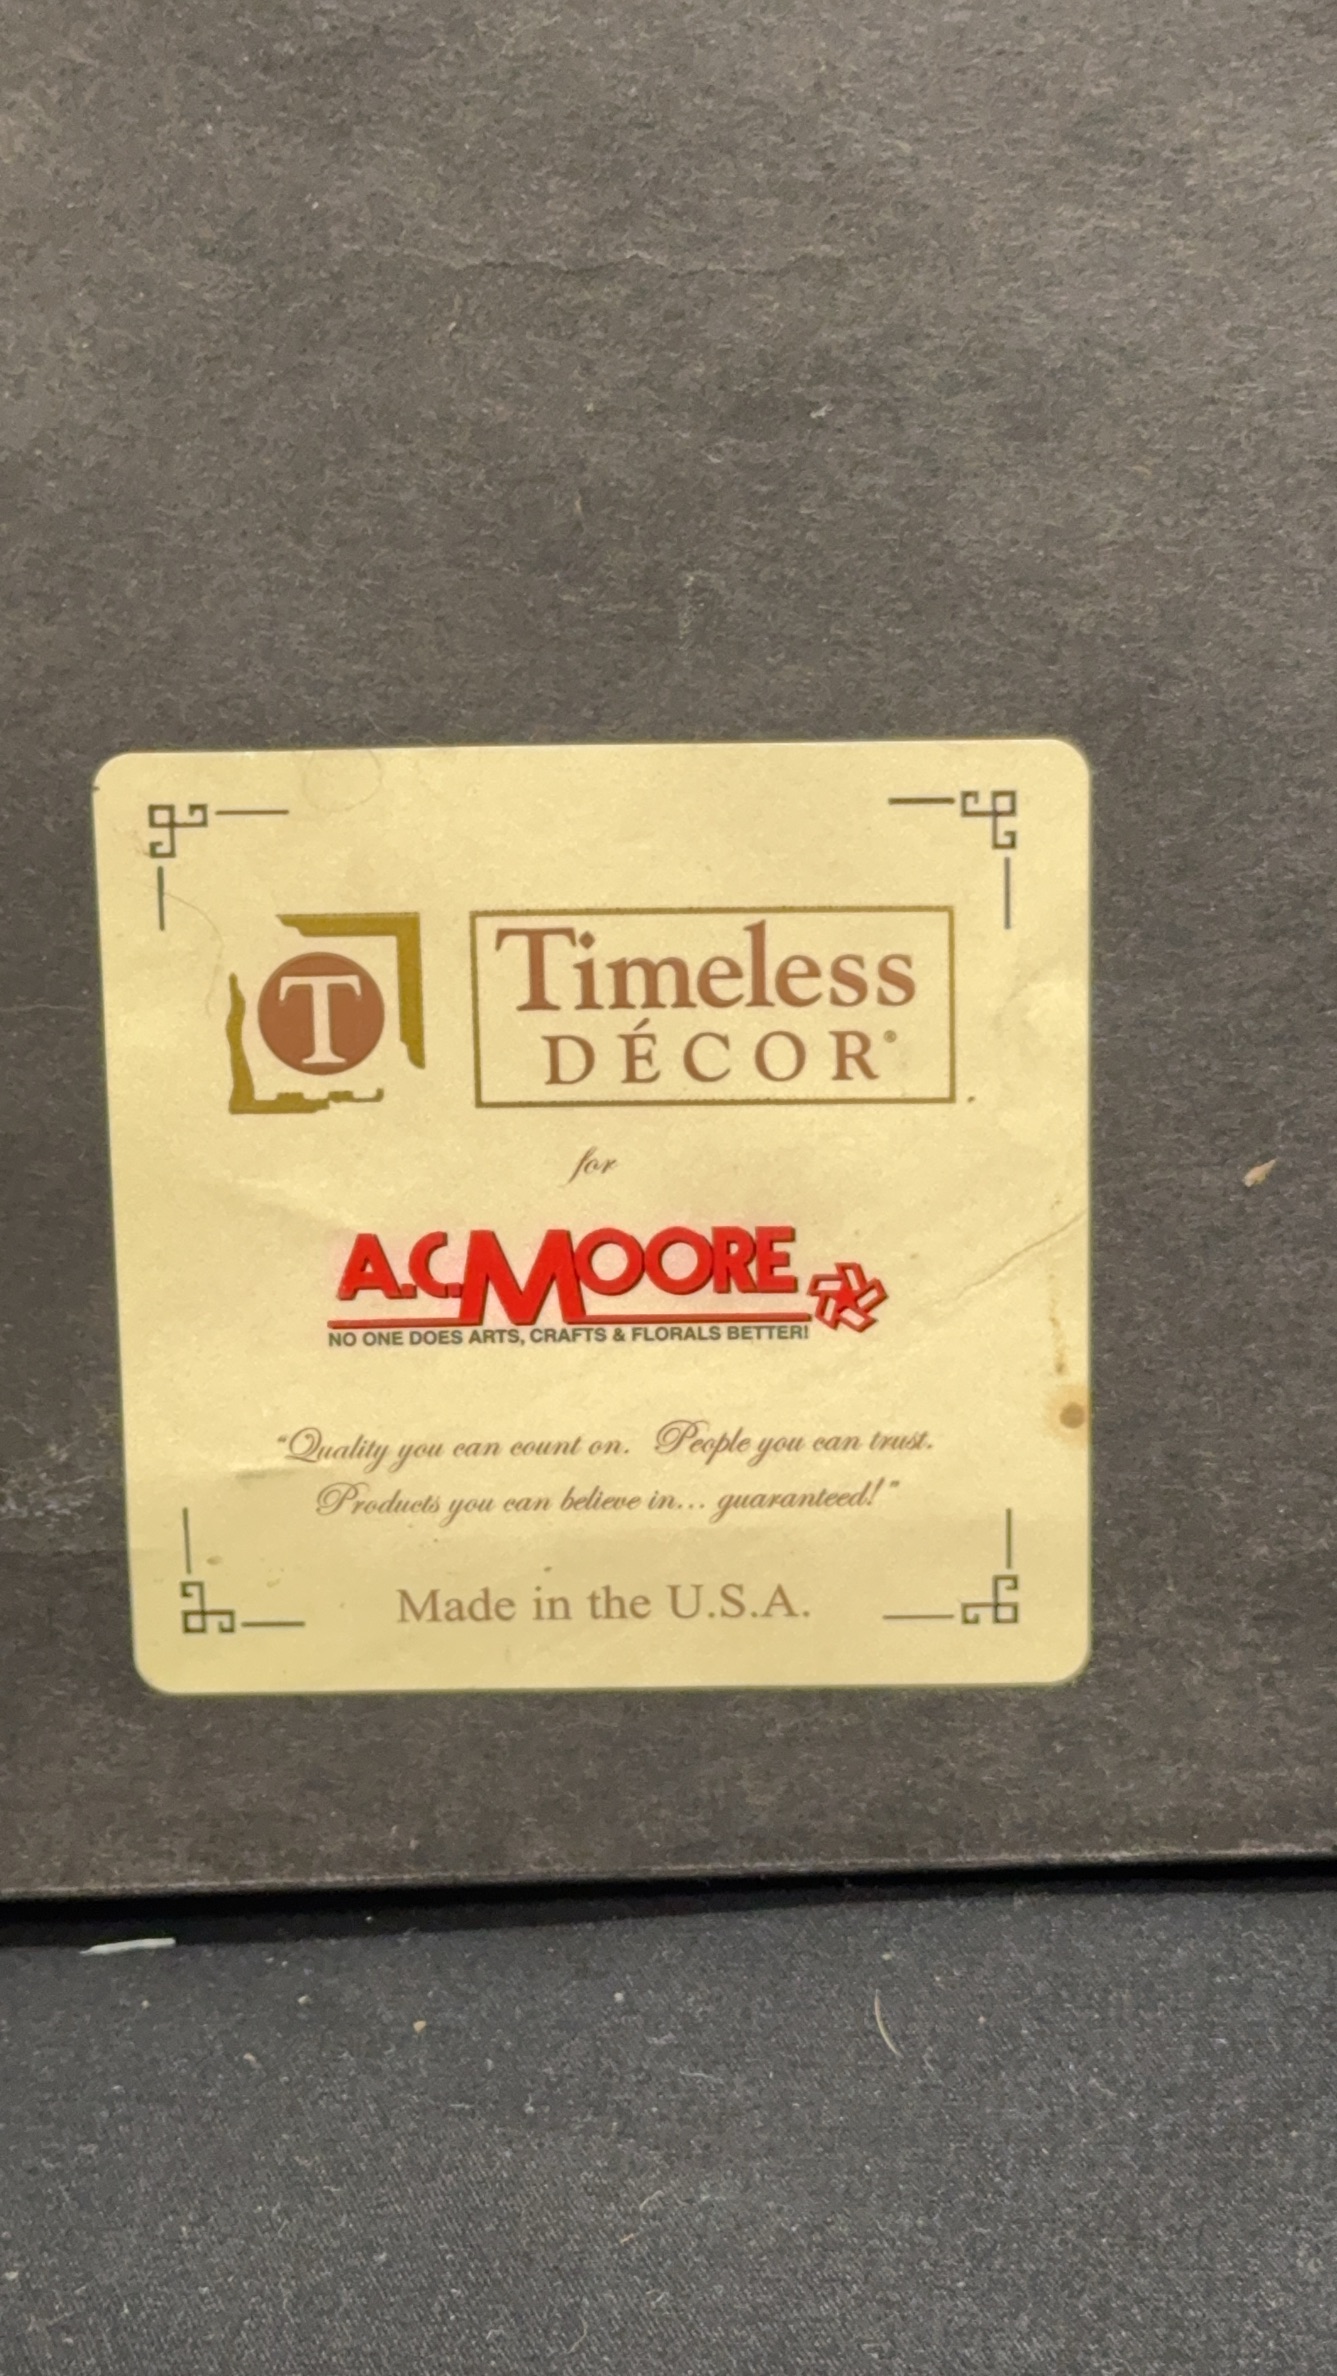 T
Timeless
DÉCOR®
for
A.C.MOORE
NO ONE DOES ARTS, CRAFTS & FLORALS BETTER!
"Quality you can count on. People you can trust.
Products you can believe in... guaranteed!"
Made in the U.S.A.